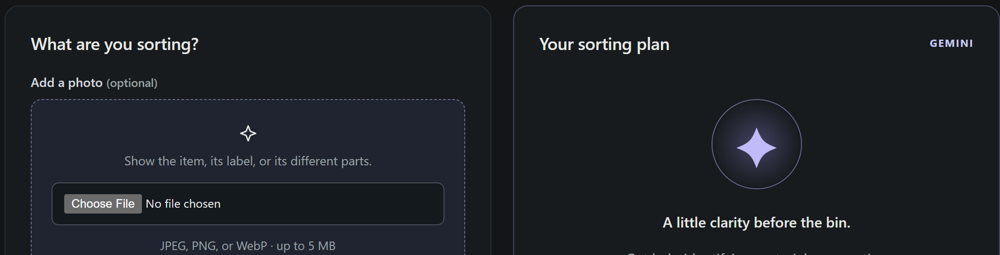 What are you sorting?
Add a photo (optional)
Show the item, its label, or its different parts.
Choose File No file chosen
JPEG, PNG, or WebP · up to 5 MB
Your sorting plan
GEMINI
A little clarity before the bin.